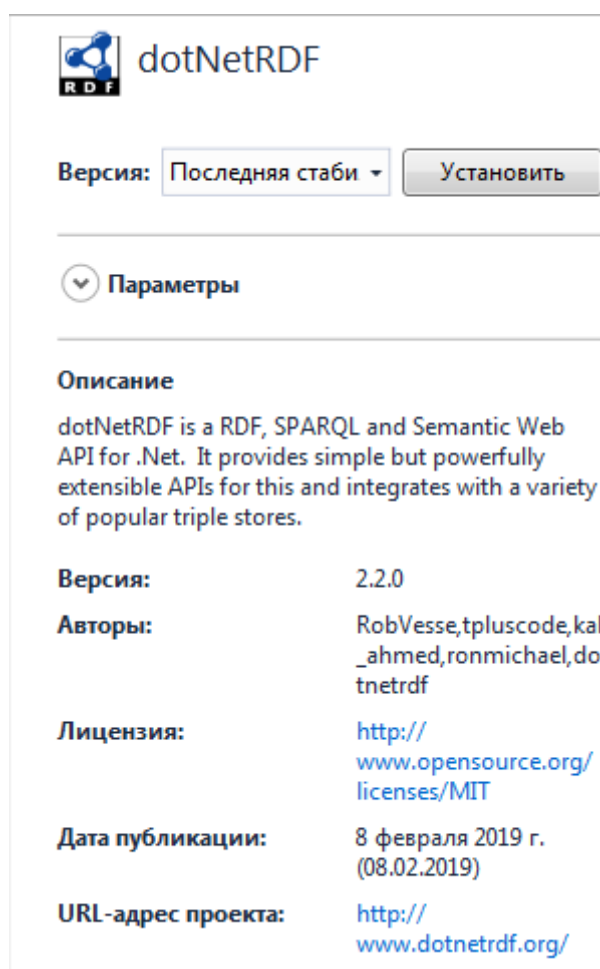 RDF
dotNetRDF
Версия: Последняя стаби Установить
Параметры
Описание
dotNetRDF is a RDF, SPARQL and Semantic Web
API for .Net. It provides simple but powerfully
extensible APIs for this and integrates with a variety
of popular triple stores.
Версия: 2.2.0
Авторы: RobVesse,tpluscode,kal
_ahmed,ronmichael,do
tnetrdf
Лицензия: http://
www.opensource.org/
licenses/MIT
Дата публикации: 8 февраля 2019 г.
(08.02.2019)
URL-адрес проекта: http://
www.dotnetrdf.org/